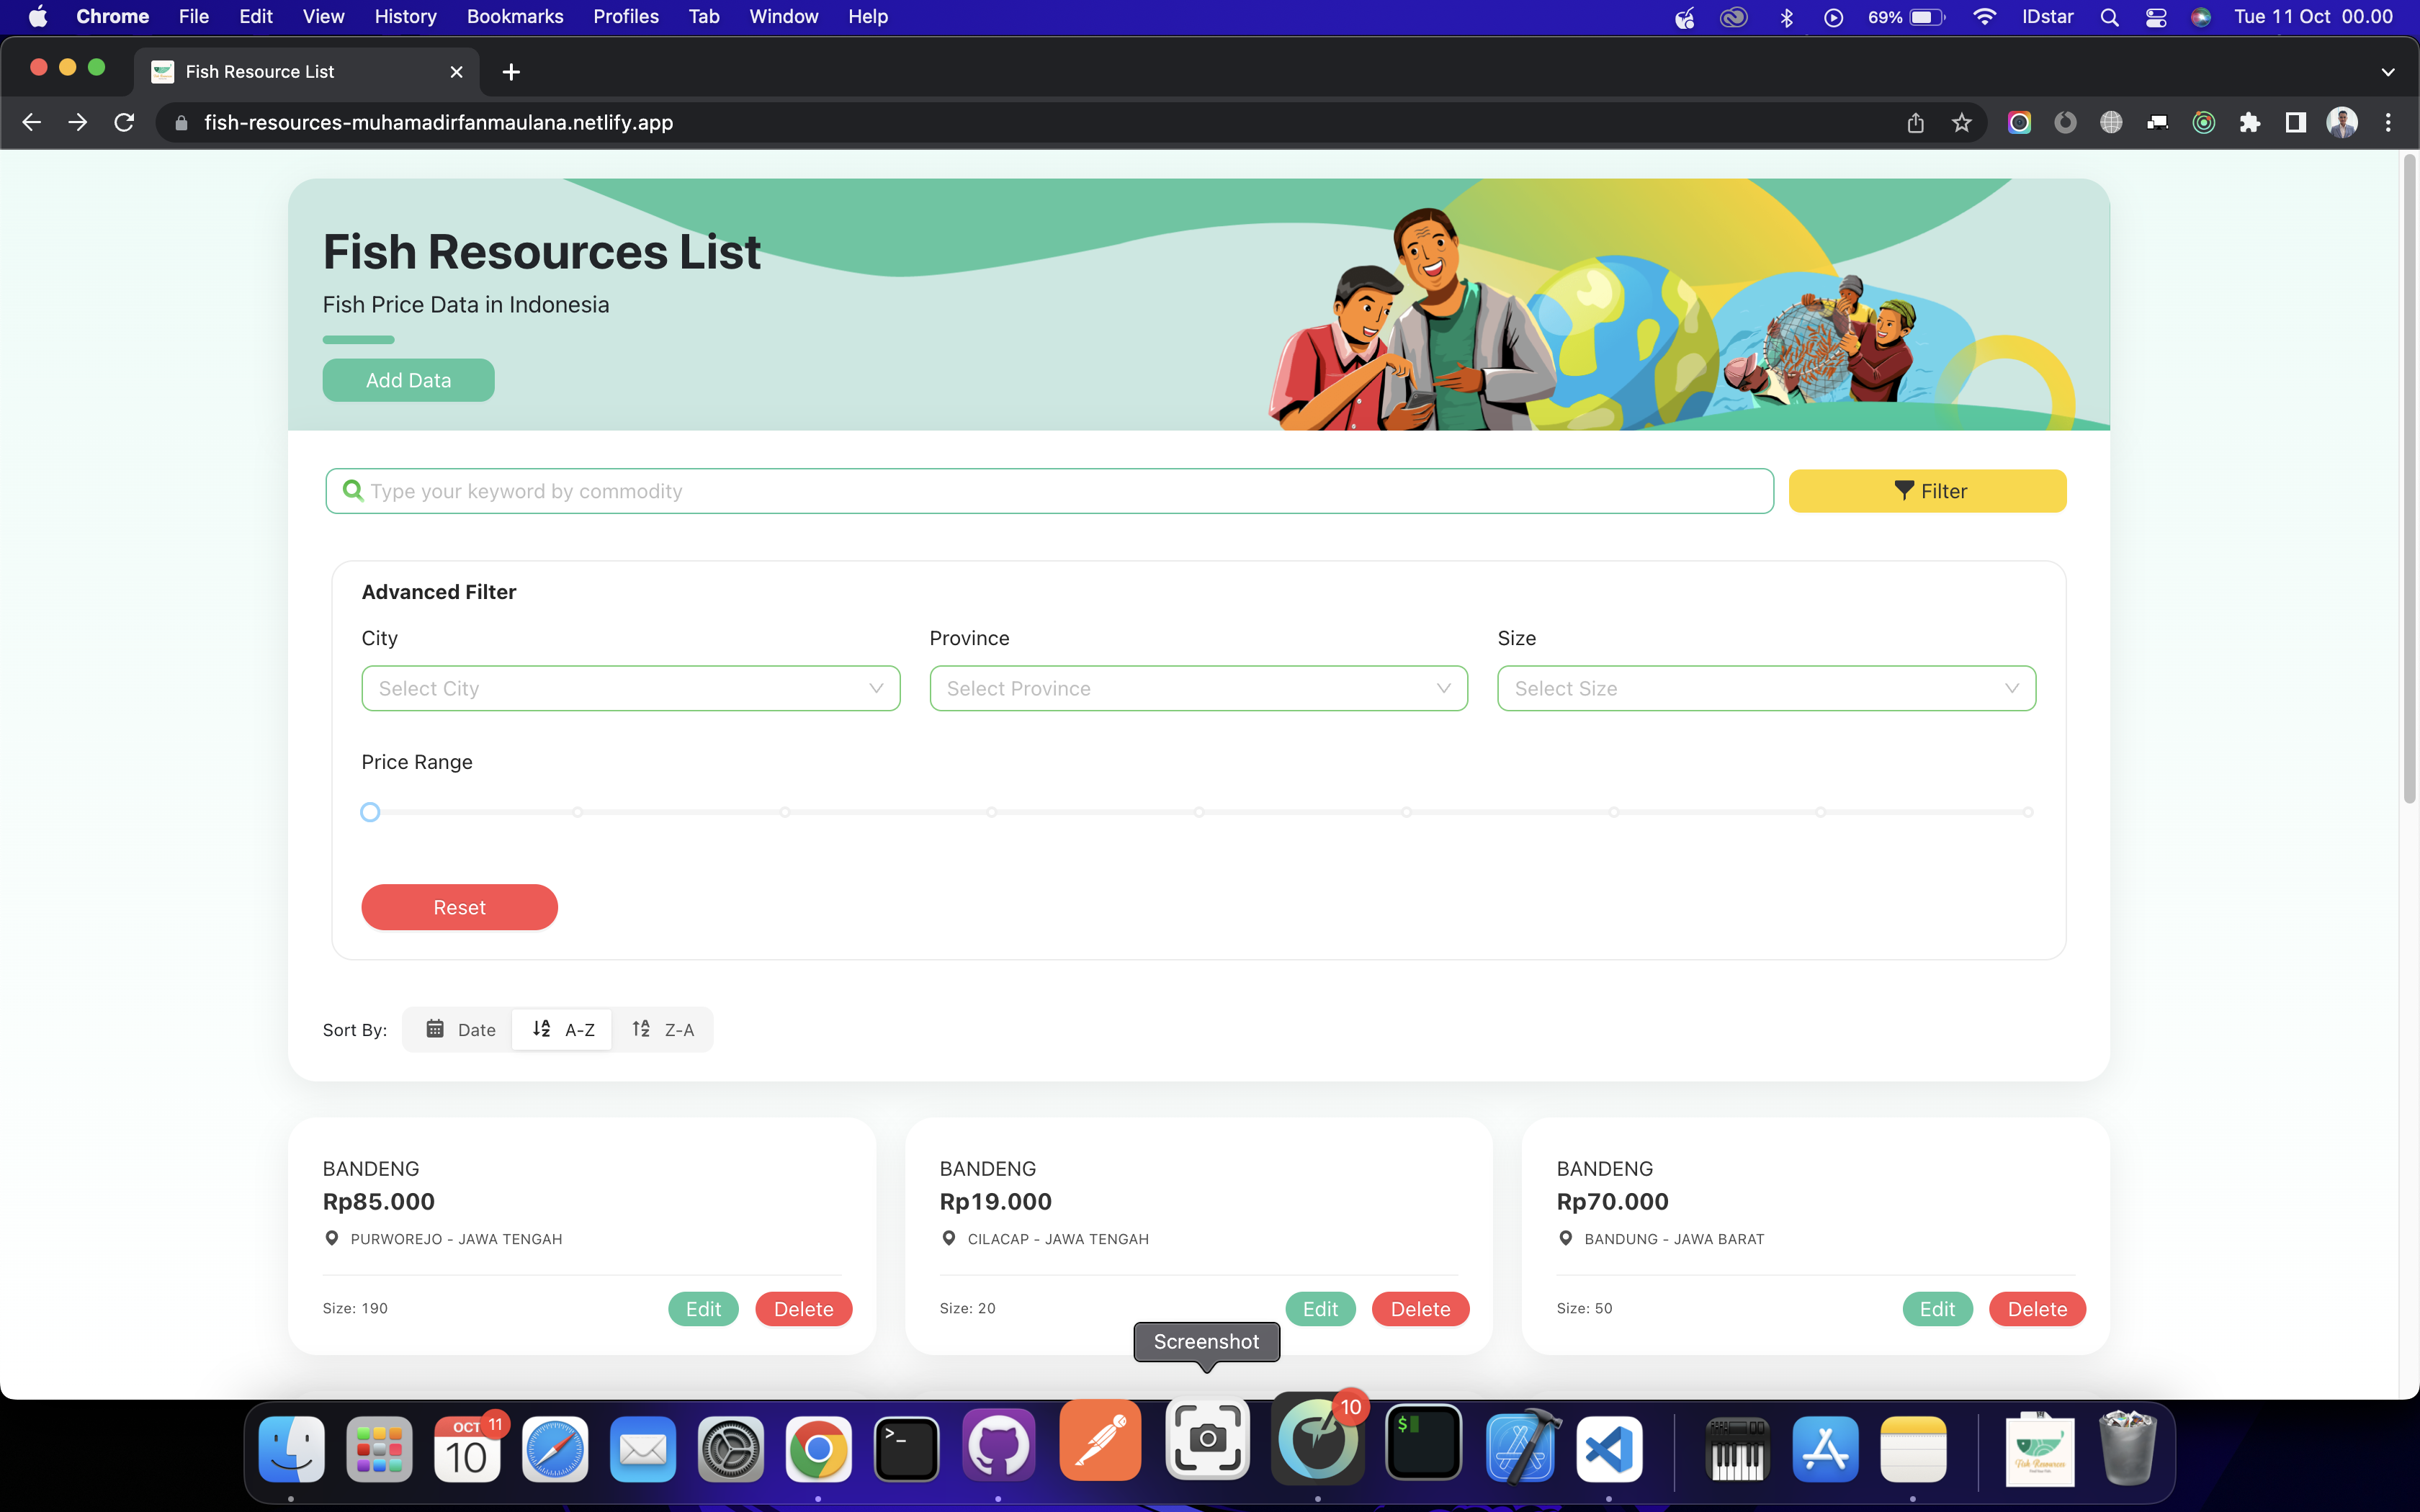 Chrome File Edit View History Bookmarks Profiles Tab Window Help 69% IDstar Tue 11 Oct 00.00
Fish Resource List
fish-resources-muhamadirfanmaulana.netlify.app
Fish Resources List
Fish Price Data in Indonesia
Add Data
Type your keyword by commodity
Filter
Advanced Filter
City Province Size
Select City Select Province Select Size
Price Range
Reset
Sort By: Date A-Z Z-A
BANDENG BANDENG BANDENG
Rp85.000 Rp19.000 Rp70.000
PURWOREJO - JAWA TENGAH CILACAP - JAWA TENGAH BANDUNG - JAWA BARAT
Size: 190 Edit Delete Size: 20 Edit Delete Size: 50 Edit Delete
Screenshot
OCT 11 10
10
Fish Resources